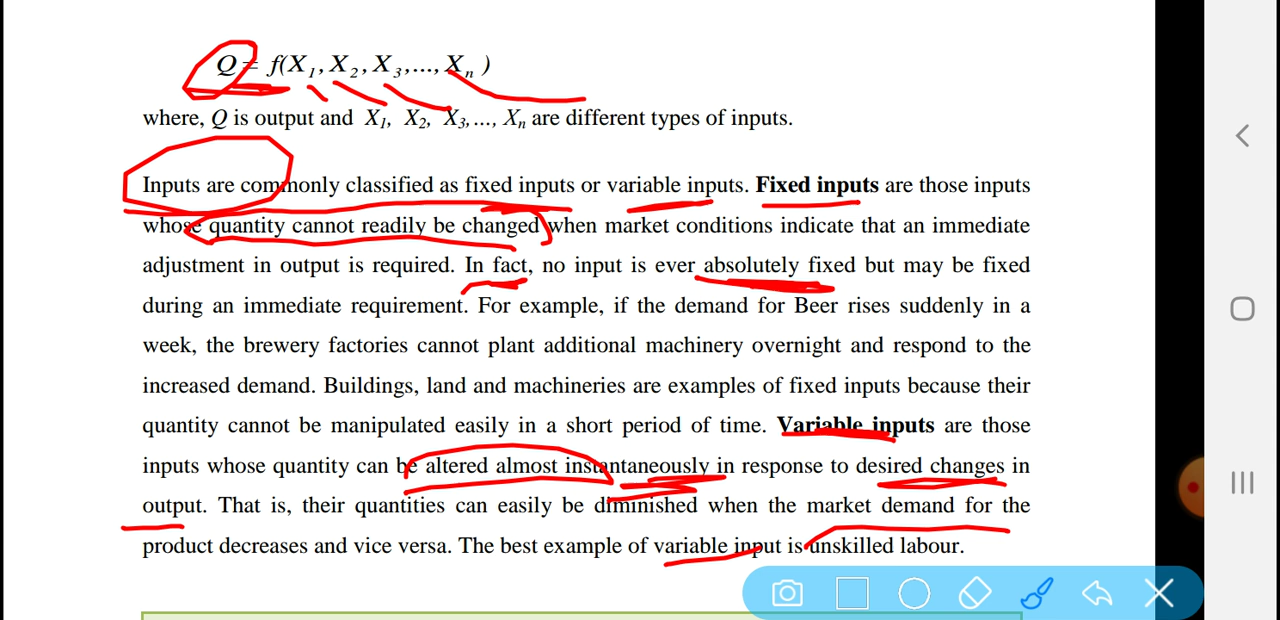 Q = f(X1, X2, X3,..., Xn )
where, Q is output and X1, X2, X3,..., Xn are different types of inputs.
Inputs are commonly classified as fixed inputs or variable inputs. Fixed inputs are those inputs
whose quantity cannot readily be changed when market conditions indicate that an immediate
adjustment in output is required. In fact, no input is ever absolutely fixed but may be fixed
during an immediate requirement. For example, if the demand for Beer rises suddenly in a
week, the brewery factories cannot plant additional machinery overnight and respond to the
increased demand. Buildings, land and machineries are examples of fixed inputs because their
quantity cannot be manipulated easily in a short period of time. Variable inputs are those
inputs whose quantity can be altered almost instantaneously in response to desired changes in
output. That is, their quantities can easily be diminished when the market demand for the
product decreases and vice versa. The best example of variable input is unskilled labour.